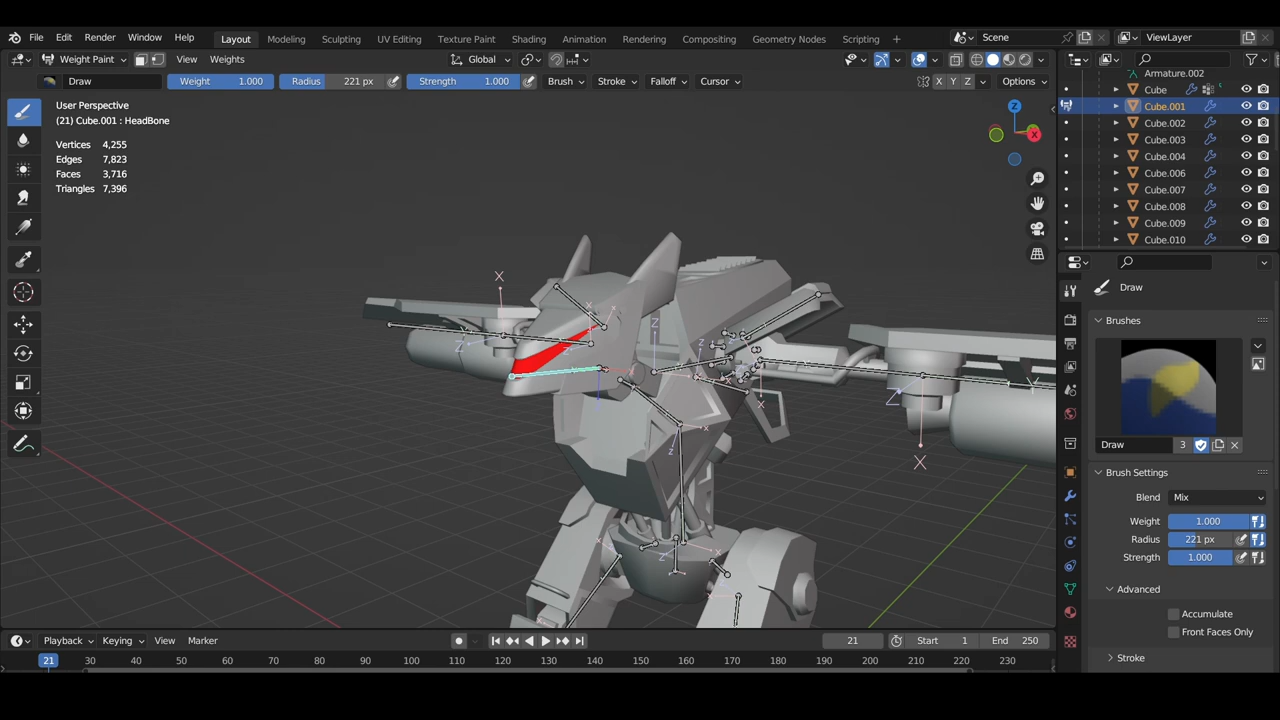 File Edit Render Window Help Layout Modeling Sculpting UV Editing Texture Paint Shading Animation Rendering Compositing Geometry Nodes Scripting + Scene ViewLayer
Weight Paint View Weights Global
Draw Weight 1.000 Radius 221 px Strength 1.000 Brush Stroke Falloff Cursor X Y Z Options
User Perspective
(21) Cube.001 : HeadBone
Vertices 4,255
Edges 7,823
Faces 3,716
Triangles 7,396
Z
X
Armature.002
Cube
Cube.001
Cube.002
Cube.003
Cube.004
Cube.006
Cube.007
Cube.008
Cube.009
Cube.010
Draw
Brushes
Draw 3
Brush Settings
Blend Mix
Weight 1.000
Radius 221 px
Strength 1.000
Advanced
Accumulate
Front Faces Only
Stroke
Playback Keying View Marker 21 Start 1 End 250
21 30 40 50 60 70 80 90 100 110 120 130 140 150 160 170 180 190 200 210 220 230